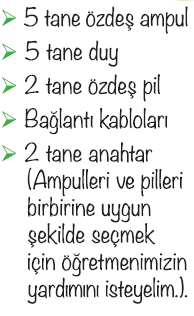 ➤ 5 tane özdeş ampul
➤ 5 tane duy
➤ 2 tane özdeş pil
➤ Bağlantı kabloları
➤ 2 tane anahtar
(Ampulleri ve pilleri
birbirine uygun
şekilde seçmek
için öğretmenimizin
yardımını isteyelim.).